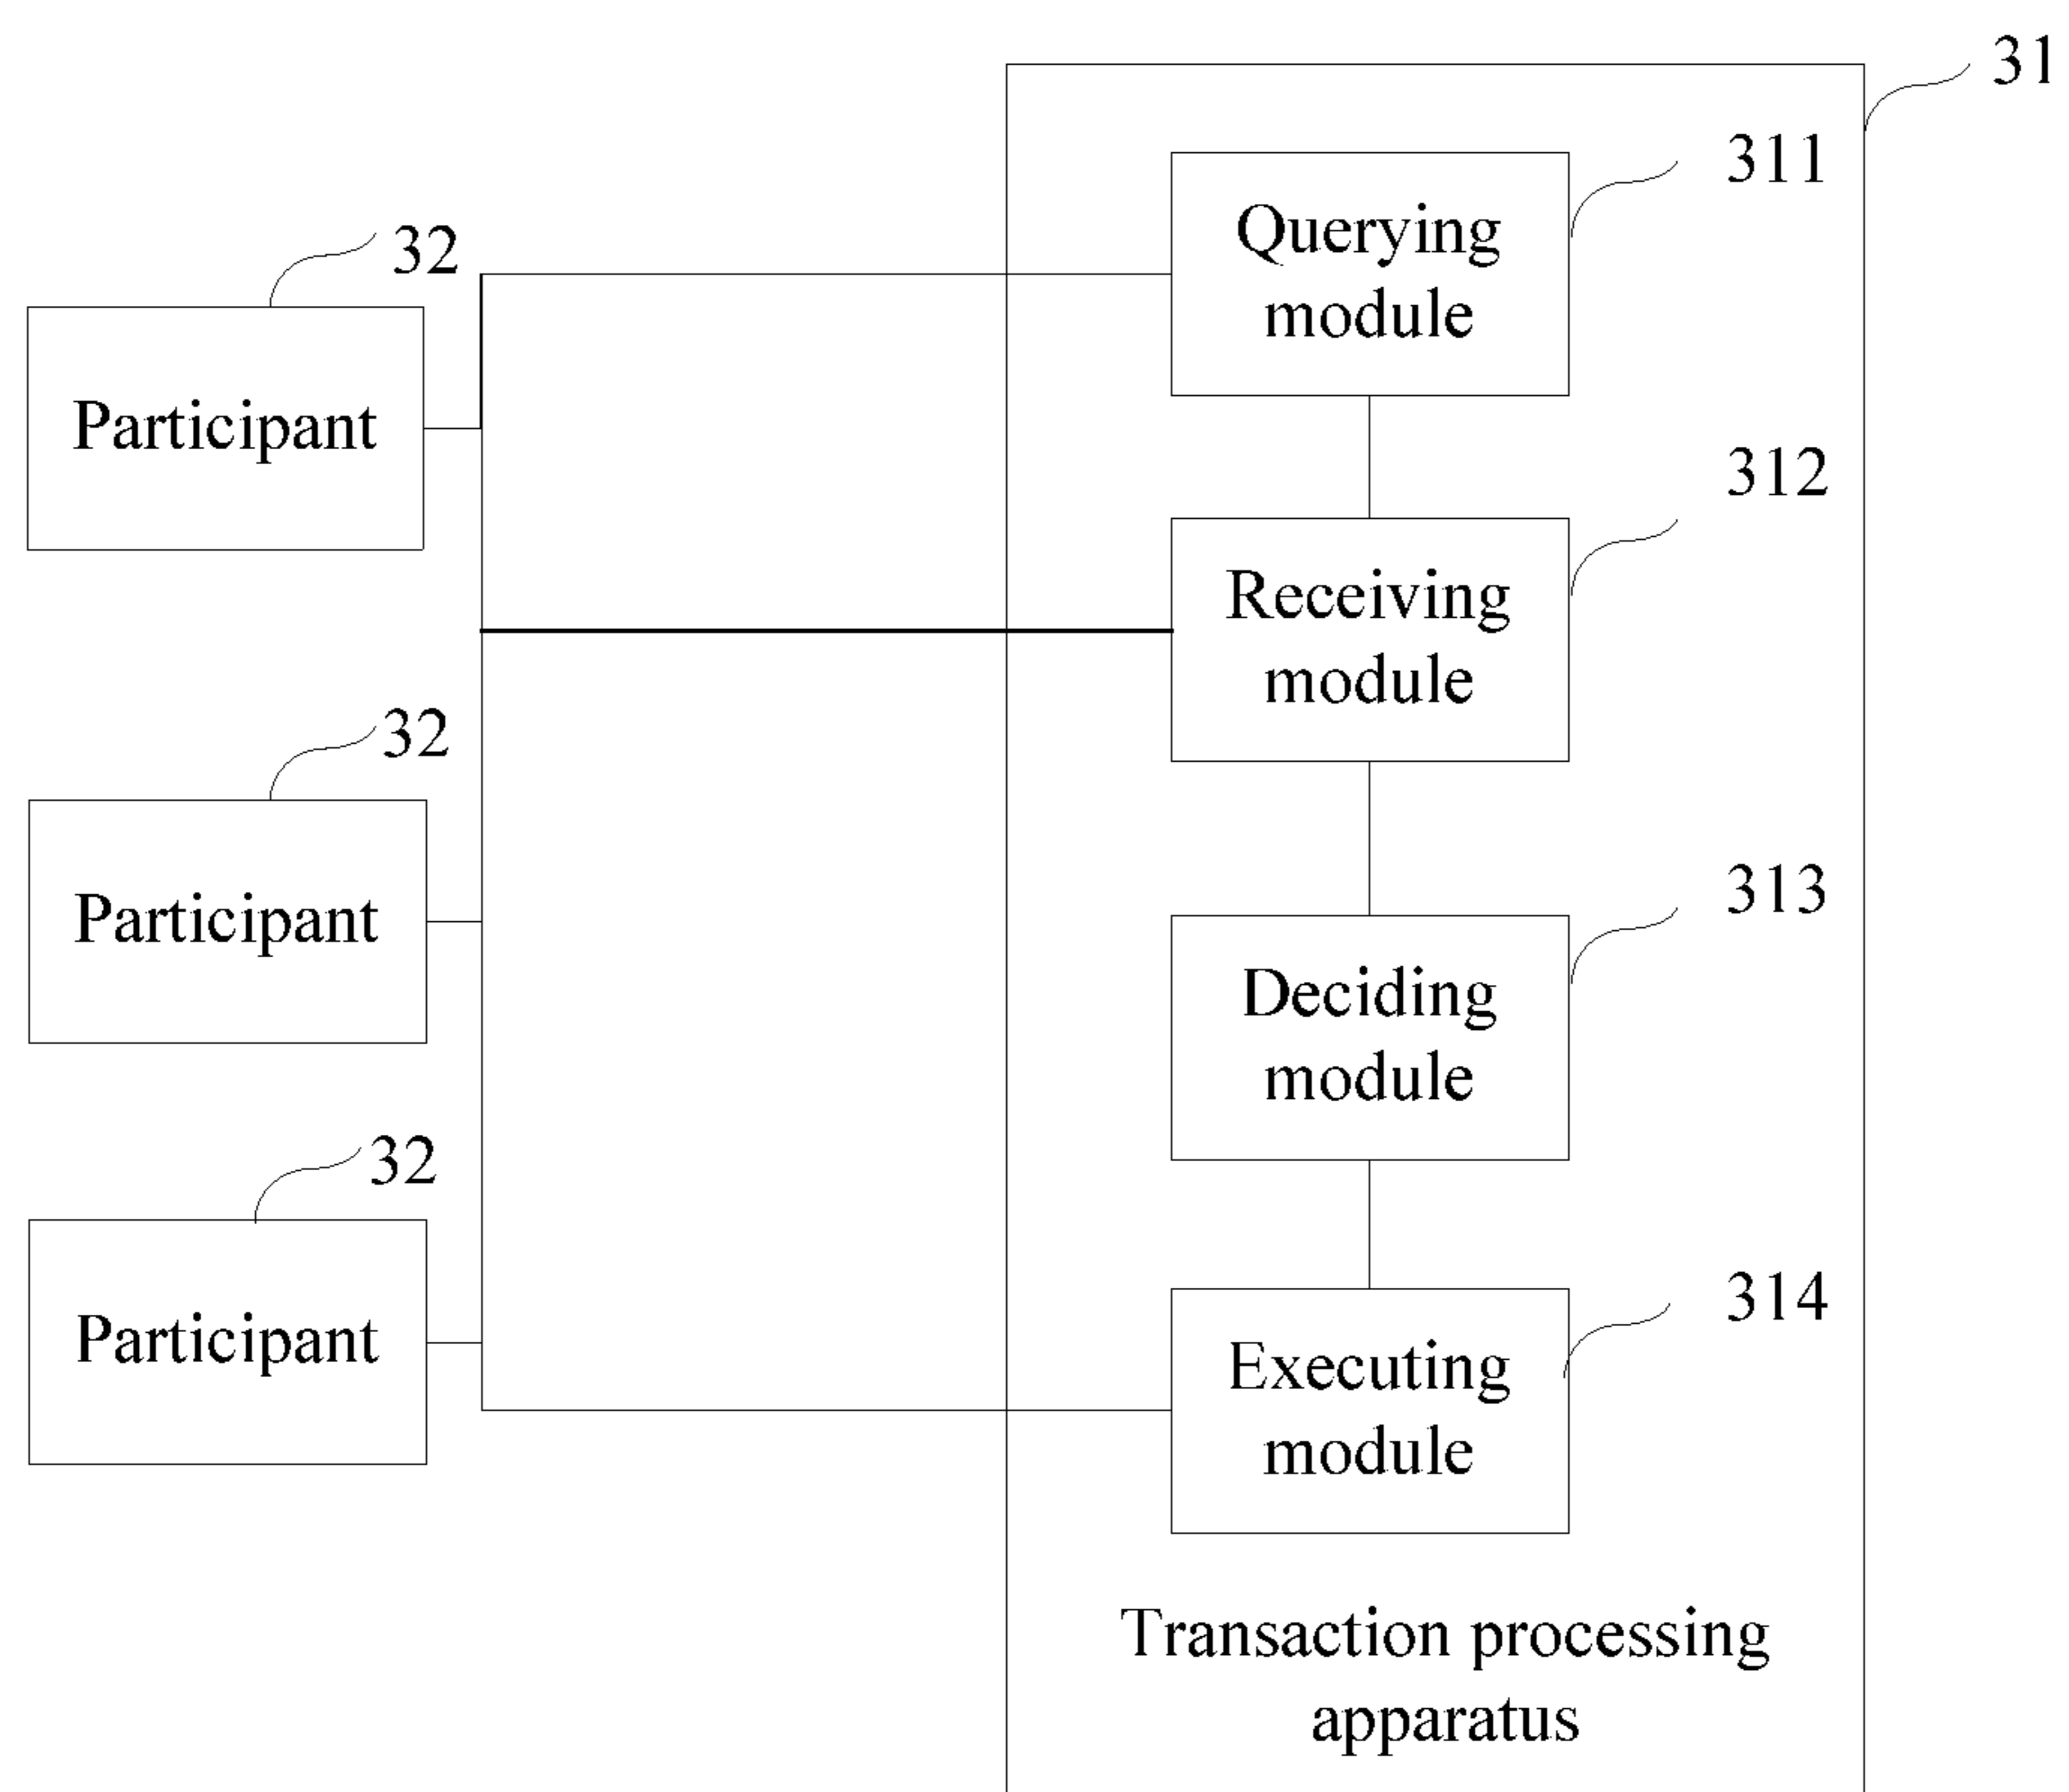 31
311
Querying
module
32
Participant
312
Receiving
module
32
Participant
313
Deciding
module
32
Participant
314
Executing
module
Transaction processing
apparatus